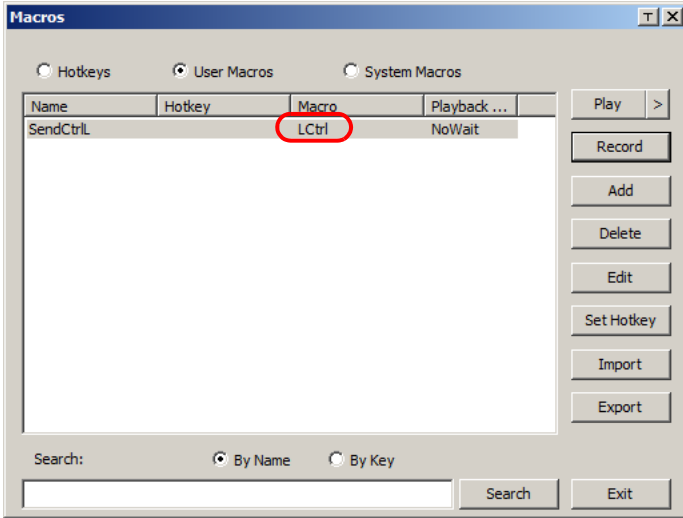 Macros
T X
Hotkeys User Macros System Macros
Name Hotkey Macro Playback ...
SendCtrlL LCtrl NoWait
Play >
Record
Add
Delete
Edit
Set Hotkey
Import
Export
Search: By Name By Key
Search Exit